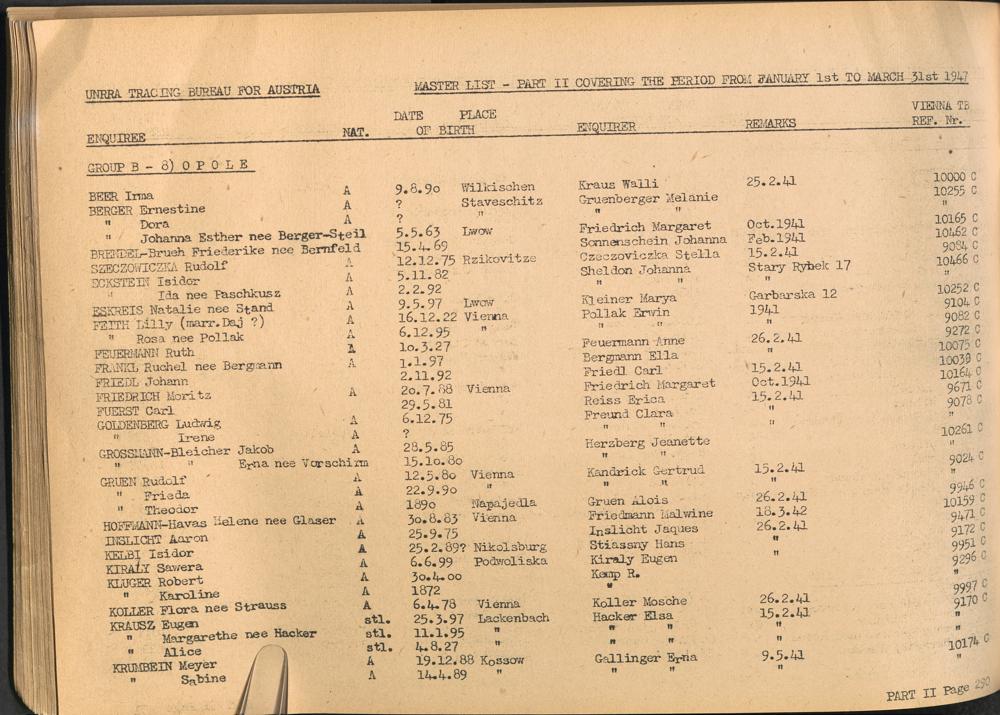 UNRRA TRACING BUREAU FOR AUSTRIA MASTER LIST - PART II COVERING THE PERIOD FROM JANUARY 1st TO MARCH 31st 1947
ENQUIREE NAT. DATE PLACE OF BIRTH ENQUIRER REMARKS VIENNA TB REF. Nr.
GROUP B - 8) O P O L E
BEER Irma A 9.8.90 Wilkischen Kraus Walli 25.2.41 10000 C
BERGER Ernestine A ? Staveschitz Gruenberger Melanie 10255 C
" Dora A ? " " " "
" Johanna Esther nee Berger-Steil A 5.5.63 Lwow Friedrich Margaret Oct.1941 10165 C
BRENDEL-Brueh Friederike nee Bernfeld A 15.4.69 Sonnenschein Johanna Feb.1941 10462 C
SZECZOWICZKA Rudolf A 12.12.75 Rzikovitze Czeczoviczka Stella 15.2.41 9084 C
ECKSTEIN Isidor A 5.11.82 Sheldon Johanna Stary Rybek 17 10466 C
" Ida nee Paschkusz A 2.2.92 " " "
ESKREIS Natalie nee Stand A 9.5.97 Lwow Kleiner Marya Garbarska 12 10252 C
FEITH Lilly (marr.Daj ?) A 16.12.22 Vienna Pollak Erwin 1941 9104 C
" Rosa nee Pollak A 6.12.95 " " " " 9082 C
FEUERMANN Ruth A 10.3.27 Feuermann Anne 26.2.41 9272 C
FRANKL Ruchel nee Bergmann A 1.1.97 Bergmann Ella " 10075 C
FRIEDL Johann 2.11.92 Friedl Carl 15.2.41 10039 C
FRIEDRICH Moritz A 20.7.88 Vienna Friedrich Margaret Oct.1941 10164 C
FUERST Carl 29.5.81 Reiss Erica 15.2.41 9671 C
GOLDENBERG Ludwig A 6.12.75 Freund Clara " 9078 C
" Irene A ? " " " "
GROSSMANN-Bleicher Jakob A 28.5.85 Herzberg Jeanette 10261 C
" " Erna nee Vorschirm A 15.10.80 " " "
GRUEN Rudolf A 12.5.80 Vienna Kandrick Gertrud 15.2.41 9024 C
" Frieda A 22.9.90 " " " " "
" Theodor A 1890 Napajedla Gruen Alois 26.2.41 9946 C
HOFFMANN-Havas Helene nee Glaser A 30.8.83 Vienna Friedmann Malwine 18.3.42 10159 C
INSLICHT Aaron A 25.9.75 Inslicht Jaques 26.2.41 9471 C
KELBI Isidor A 25.2.89? Nikolsburg Stiassny Hans " 9172 C
KIRALY Sawera A 6.6.99 Podwoliska Kiraly Eugen 9951 C
KLUGER Robert A 30.4.00 Kemp R. 9296 C
" Karoline A 1872 " "
KOLLER Flora nee Strauss A 6.4.78 Vienna Koller Mosche 26.2.41 9997 C
KRAUSZ Eugen stl. 25.3.97 Lackenbach Hacker Elsa 15.2.41 9170 C
" Margarethe nee Hacker stl. 11.1.95 " " " " "
" Alice stl. 4.8.27 " " " " "
KRUMBEIN Meyer A 19.12.88 Kossow Gallinger Erna 9.5.41 10174 C
" Sabine A 14.4.89 " " " " "
PART II Page 290